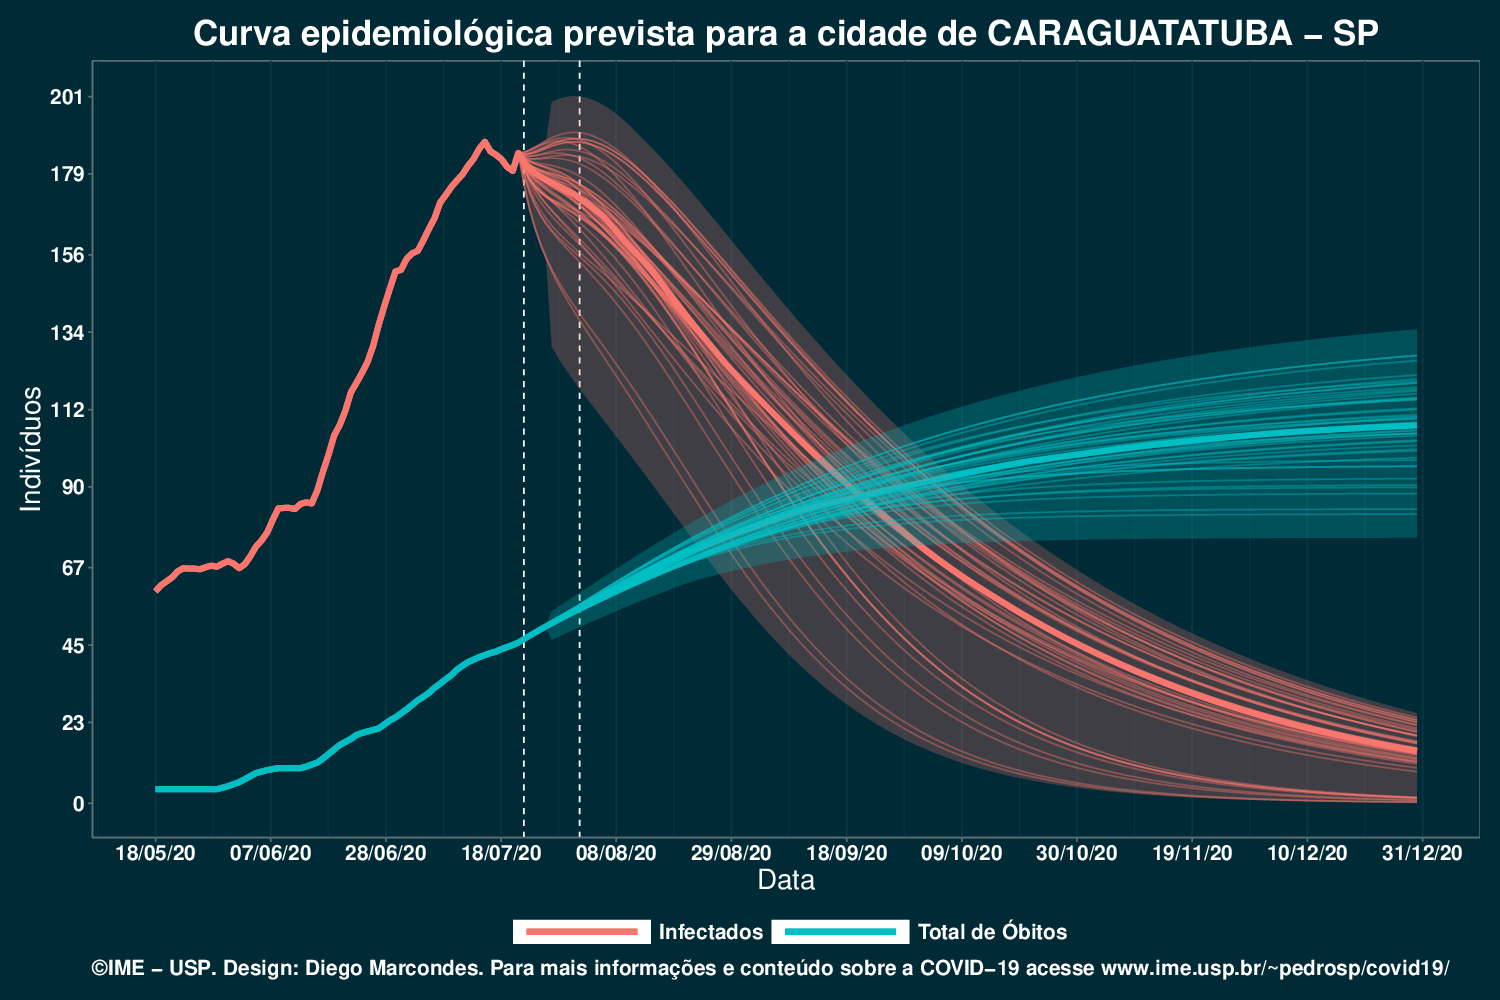 Curva epidemiológica prevista para a cidade de CARAGUATATUBA – SP
Indivíduos
201
179
156
134
112
90
67
45
23
0
18/05/20 07/06/20 28/06/20 18/07/20 08/08/20 29/08/20 18/09/20 09/10/20 30/10/20 19/11/20 10/12/20 31/12/20
Data
Infectados Total de Óbitos
©IME – USP. Design: Diego Marcondes. Para mais informações e conteúdo sobre a COVID–19 acesse www.ime.usp.br/~pedrosp/covid19/